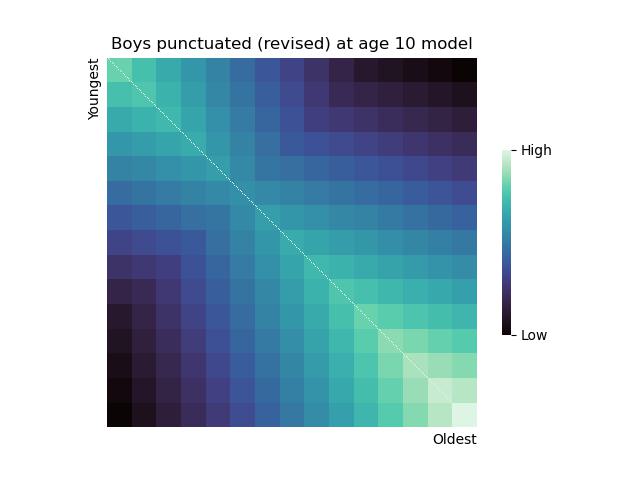 Boys punctuated (revised) at age 10 model
Youngest
High
Low
Oldest